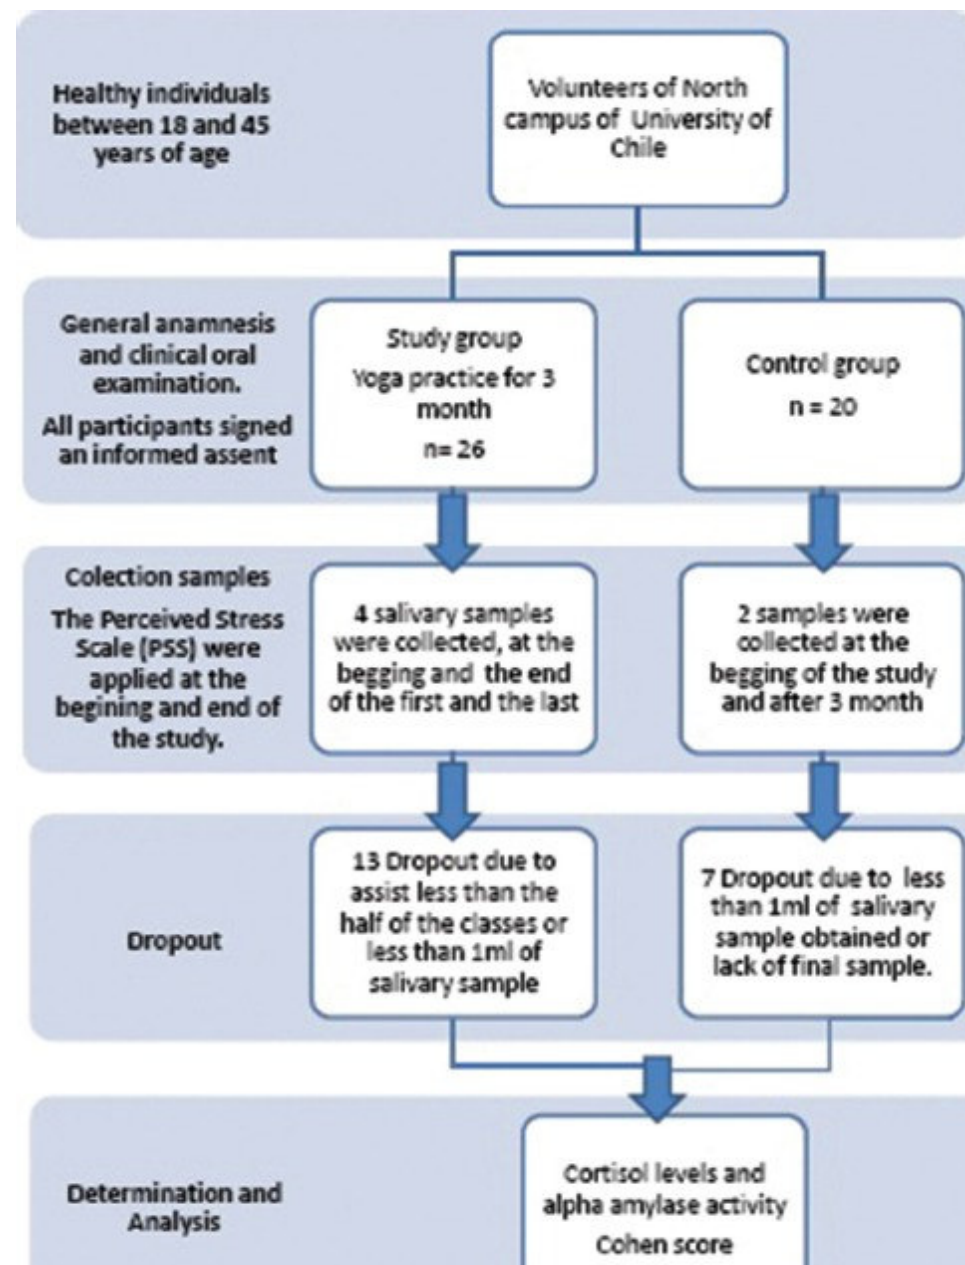 Healthy individuals
between 18 and 45
years of age
Volunteers of North
campus of University of
Chile
General anamnesis
and clinical oral
examination.
All participants signed
an informed assent
Study group
Yoga practice for 3
month
n= 26
Control group
n = 20
Colection samples
The Perceived Stress
Scale (PSS) were
applied at the
begining and end of
the study.
4 salivary samples
were collected, at the
begging and the end
of the first and the last
2 samples were
collected at the
begging of the study
and after 3 month
Dropout
13 Dropout due to
assist less than the
half of the classes or
less than 1ml of
salivary sample
7 Dropout due to less
than 1ml of salivary
sample obtained or
lack of final sample.
Determination and
Analysis
Cortisol levels and
alpha amylase activity
Cohen score